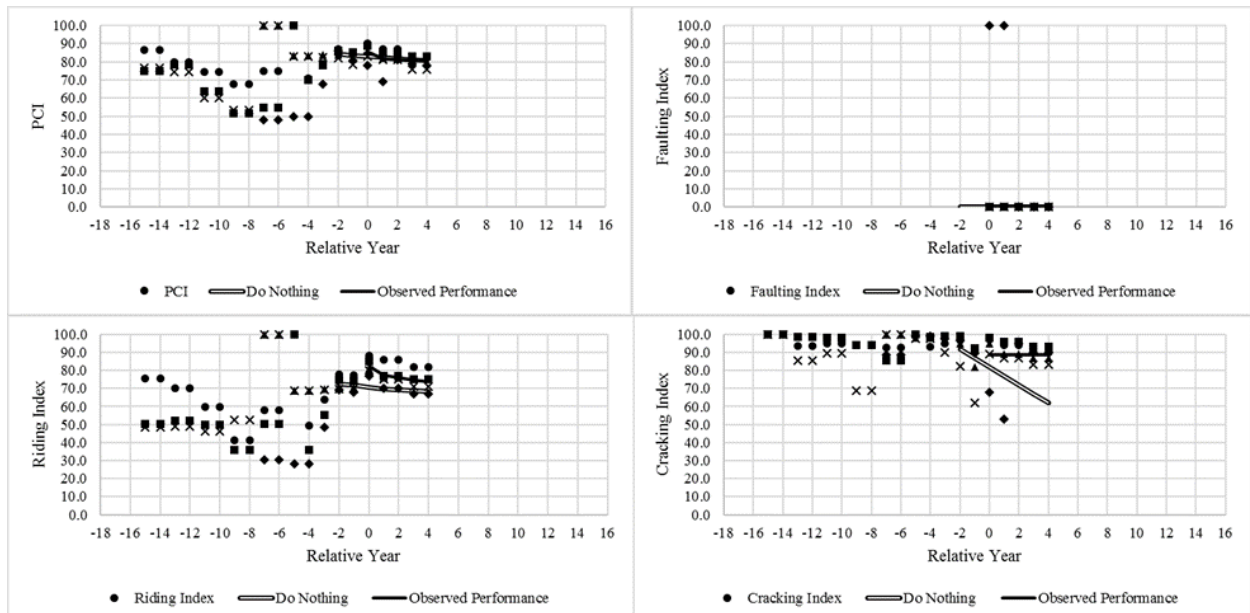 100.0
90.0
80.0
70.0
60.0
50.0
40.0
30.0
20.0
10.0
0.0
PCI
-18 -16 -14 -12 -10 -8 -6 -4 -2 0 2 4 6 8 10 12 14 16
Relative Year
PCI Do Nothing Observed Performance
100.0
90.0
80.0
70.0
60.0
50.0
40.0
30.0
20.0
10.0
0.0
Faulting Index
-18 -16 -14 -12 -10 -8 -6 -4 -2 0 2 4 6 8 10 12 14 16
Relative Year
Faulting Index Do Nothing Observed Performance
100.0
90.0
80.0
70.0
60.0
50.0
40.0
30.0
20.0
10.0
0.0
Riding Index
-18 -16 -14 -12 -10 -8 -6 -4 -2 0 2 4 6 8 10 12 14 16
Relative Year
Riding Index Do Nothing Observed Performance
100.0
90.0
80.0
70.0
60.0
50.0
40.0
30.0
20.0
10.0
0.0
Cracking Index
-18 -16 -14 -12 -10 -8 -6 -4 -2 0 2 4 6 8 10 12 14 16
Relative Year
Cracking Index Do Nothing Observed Performance